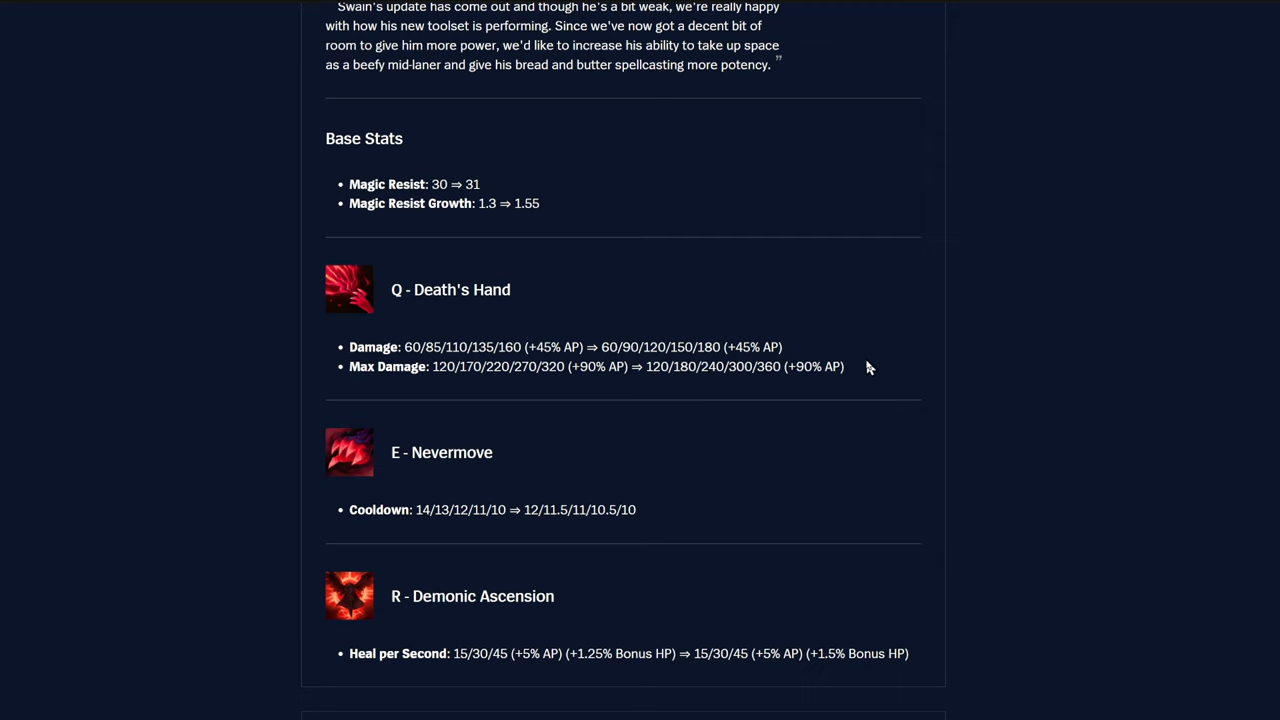 Swain's update has come out and though he's a bit weak, we're really happy
with how his new toolset is performing. Since we've now got a decent bit of
room to give him more power, we'd like to increase his ability to take up space
as a beefy mid-laner and give his bread and butter spellcasting more potency. ”
Base Stats
• Magic Resist: 30 ⇒ 31
• Magic Resist Growth: 1.3 ⇒ 1.55
Q - Death's Hand
• Damage: 60/85/110/135/160 (+45% AP) ⇒ 60/90/120/150/180 (+45% AP)
• Max Damage: 120/170/220/270/320 (+90% AP) ⇒ 120/180/240/300/360 (+90% AP)
E - Nevermove
• Cooldown: 14/13/12/11/10 ⇒ 12/11.5/11/10.5/10
R - Demonic Ascension
• Heal per Second: 15/30/45 (+5% AP) (+1.25% Bonus HP) ⇒ 15/30/45 (+5% AP) (+1.5% Bonus HP)